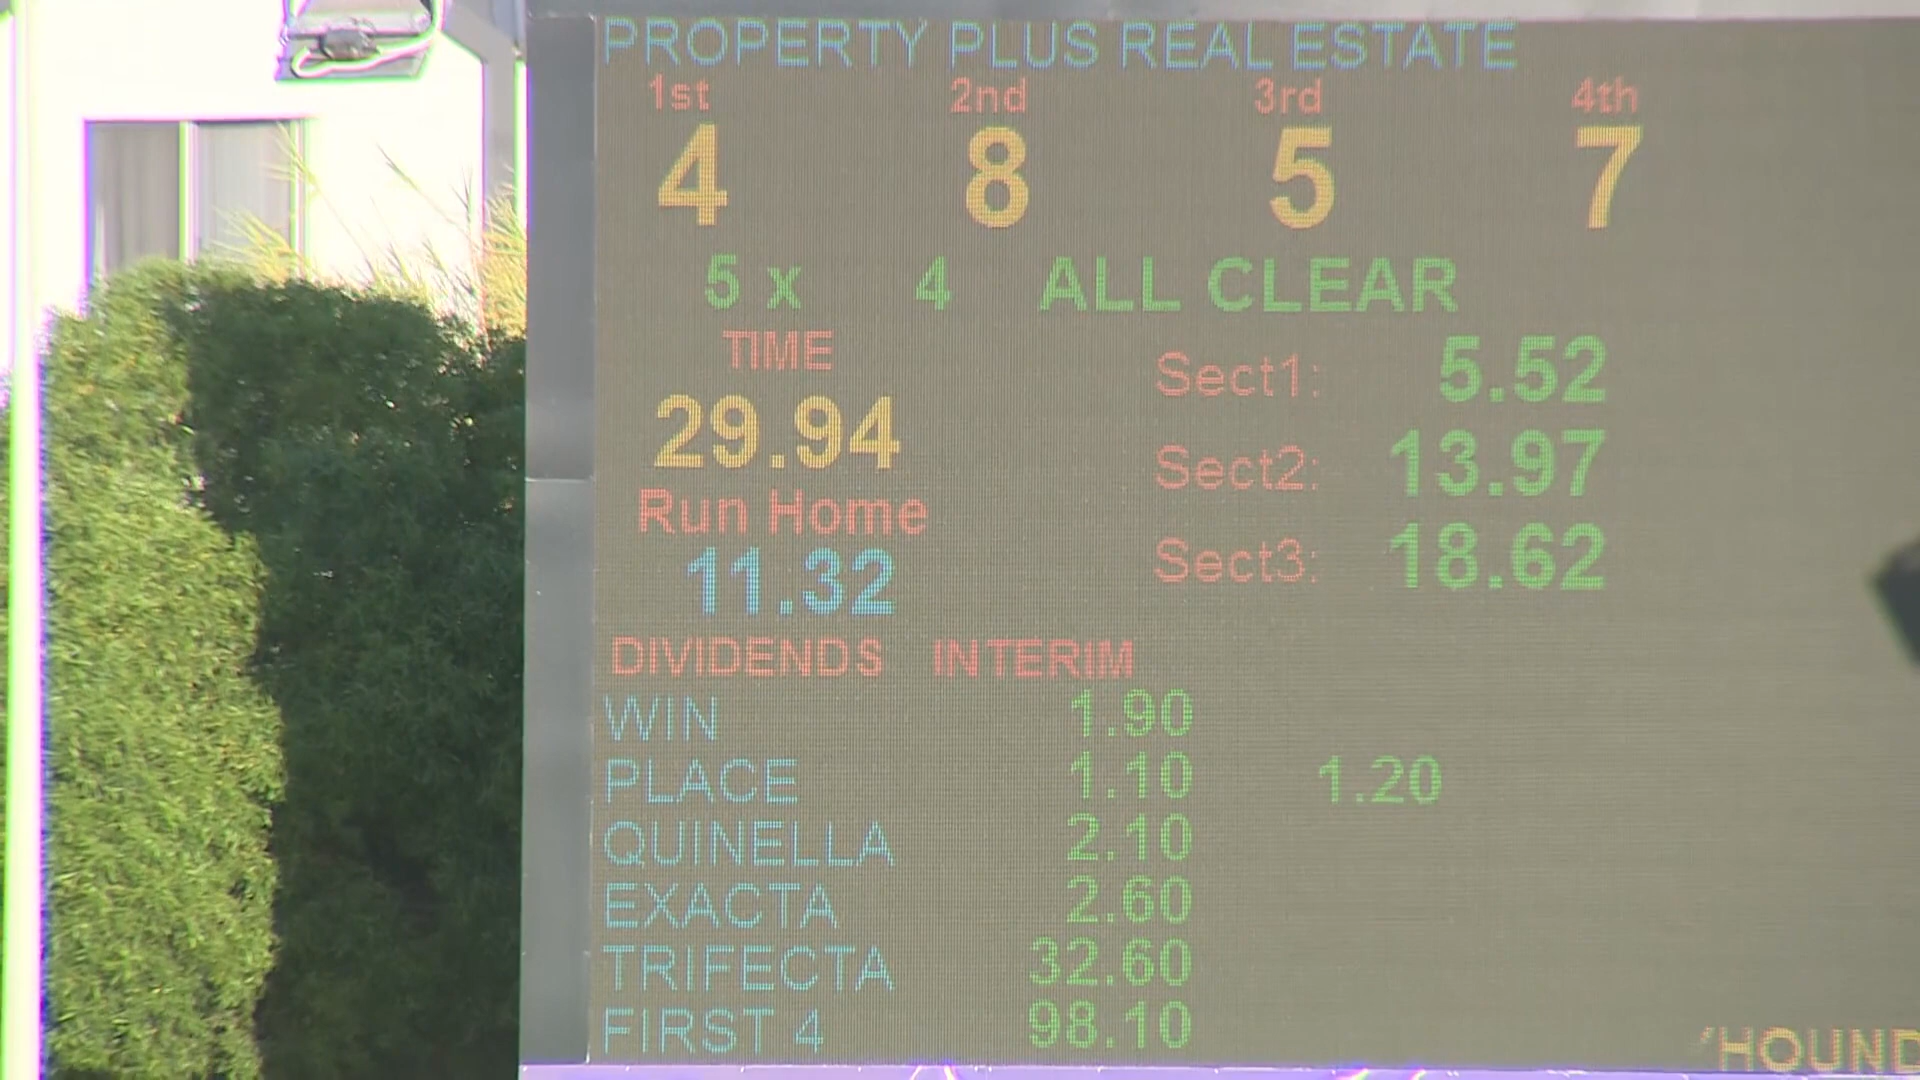 PROPERTY PLUS REAL ESTATE
1st 2nd 3rd 4th
4 8 5 7
5 x 4 ALL CLEAR
TIME
29.94
Run Home
11.32
Sect1: 5.52
Sect2: 13.97
Sect3: 18.62
DIVIDENDS INTERIM
WIN 1.90
PLACE 1.10 1.20
QUINELLA 2.10
EXACTA 2.60
TRIFECTA 32.60
FIRST 4 98.10
'HOUND